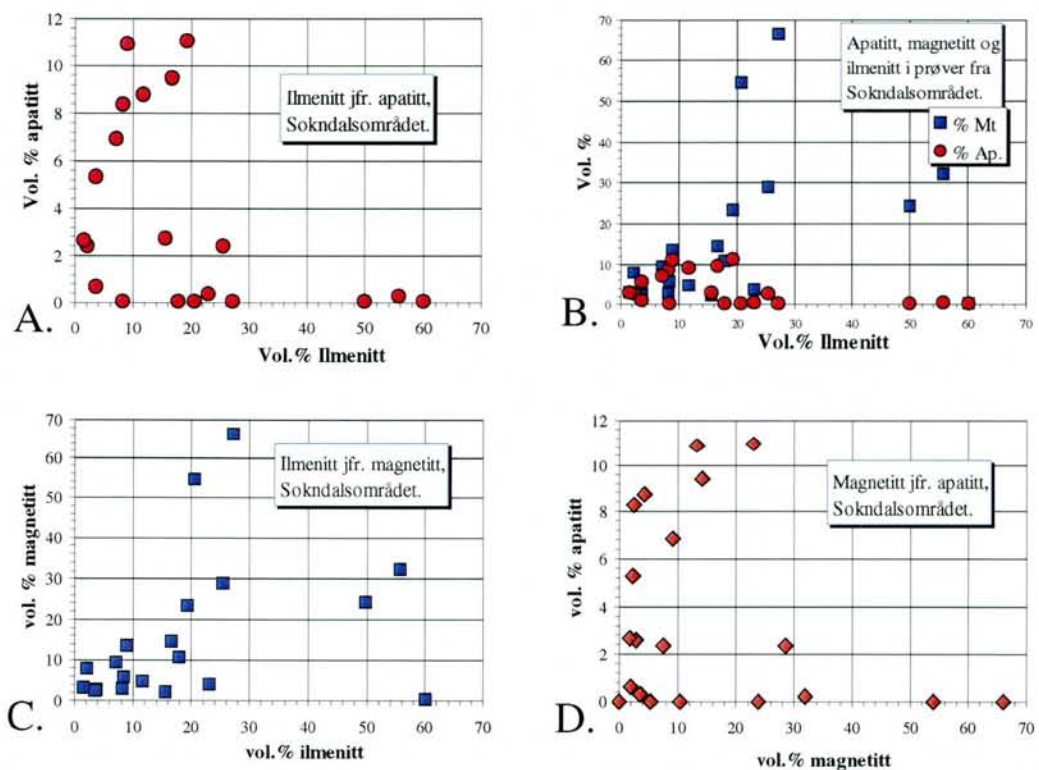 12
10
8
6
4
2
0
Vol. % apatitt
Ilmenitt jfr. apatitt,
Sokndalsområdet.
0 10 20 30 40 50 60 70
Vol.% Ilmenitt
A.
70
60
50
40
30
20
10
0
Vol. %
Apatitt, magnetitt og
ilmenitt i prøver fra
Sokndalsområdet.
% Mt
% Ap.
0 10 20 30 40 50 60 70
Vol.% Ilmenitt
B.
70
60
50
40
30
20
10
0
vol. % magnetitt
Ilmenitt jfr. magnetitt,
Sokndalsområdet.
0 10 20 30 40 50 60 70
vol.% ilmenitt
C.
12
10
8
6
4
2
0
vol. % apatitt
Magnetitt jfr. apatitt,
Sokndalsområdet.
0 10 20 30 40 50 60 70
vol.% magnetitt
D.